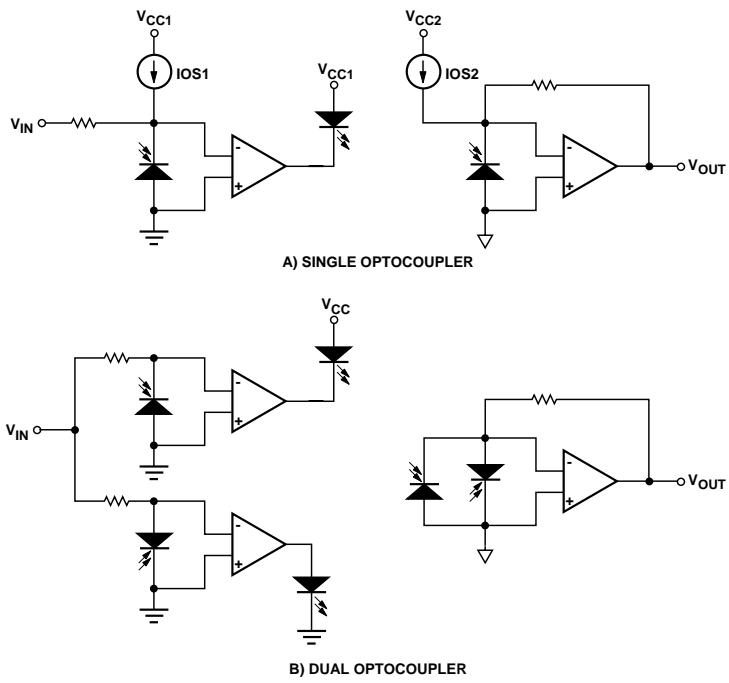 VCC1
IOS1
VCC1
VIN
-
+
VCC2
IOS2
-
+
VOUT
A) SINGLE OPTOCOUPLER
VCC
VIN
-
+
-
+
-
+
VOUT
B) DUAL OPTOCOUPLER